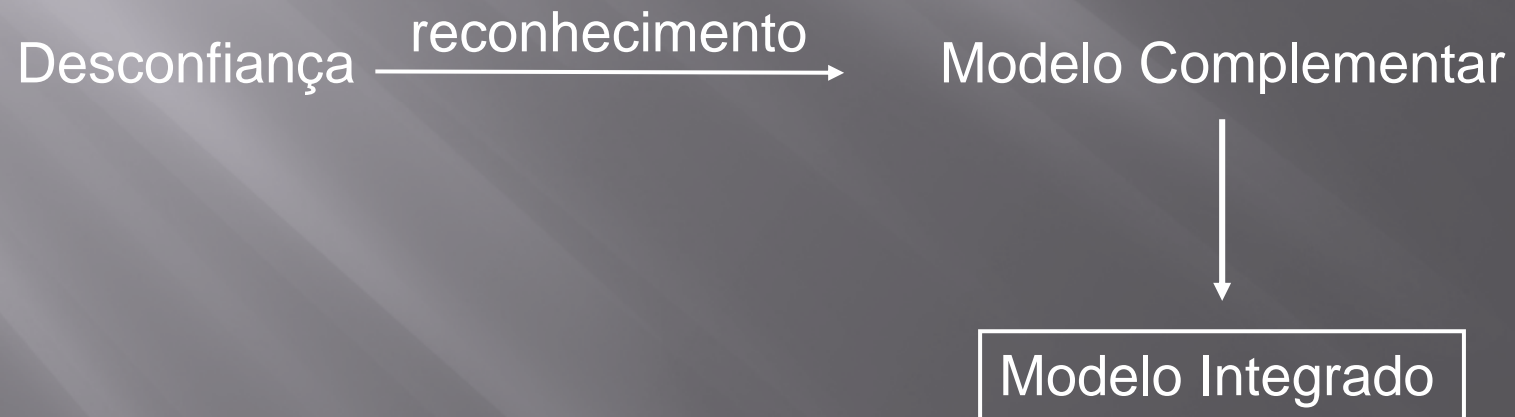 reconhecimento
Desconfiança
Modelo Complementar
Modelo Integrado